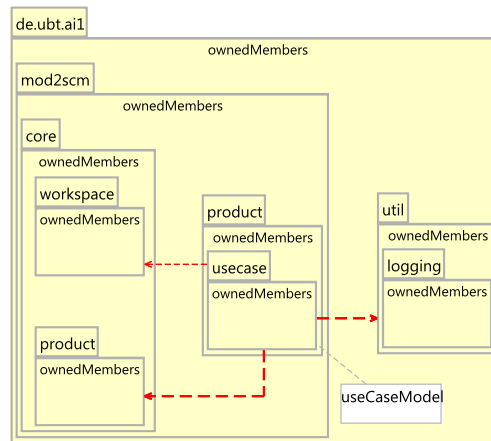 de.ubt.ai1
ownedMembers
mod2scm
ownedMembers
core
ownedMembers
workspace
ownedMembers
product
ownedMembers
product
ownedMembers
usecase
ownedMembers
util
ownedMembers
logging
ownedMembers
useCaseModel